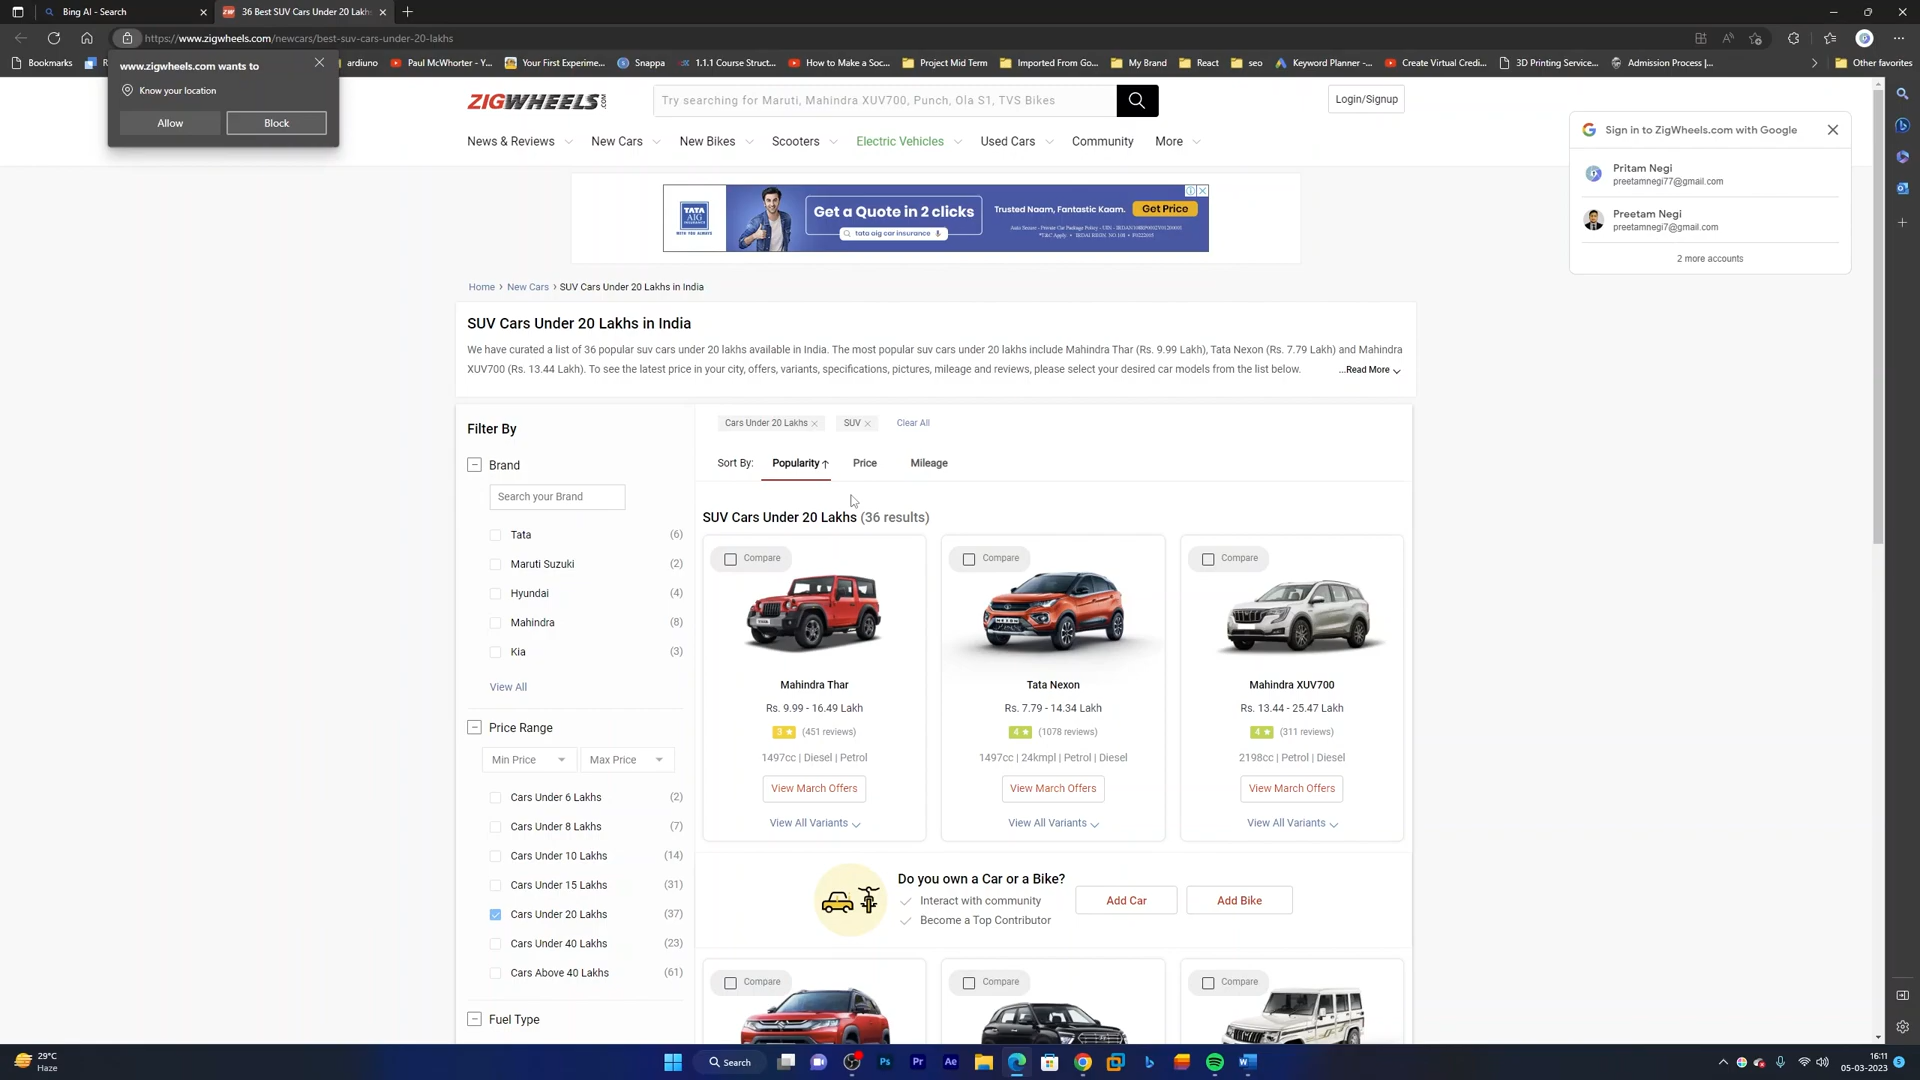 Bing AI - Search
36 Best SUV Cars Under 20 Lakh
https://www.zigwheels.com/newcars/best-suv-cars-under-20-lakhs
Bookmarks
ardiuno
Paul McWhorter - Y...
Your First Experime...
Snappa
1.1.1 Course Struct...
How to Make a Soc...
Project Mid Term
Imported From Go...
My Brand
React
seo
Keyword Planner -...
Create Virtual Credi...
3D Printing Service...
Admission Process |...
Other favorites
www.zigwheels.com wants to
Know your location
Allow
Block
ZIGWHEELS.COM
Try searching for Maruti, Mahindra XUV700, Punch, Ola S1, TVS Bikes
Login/Signup
News & Reviews
New Cars
New Bikes
Scooters
Electric Vehicles
Used Cars
Community
More
Sign in to ZigWheels.com with Google
Pritam Negi
preetamnegi77@gmail.com
Preetam Negi
preetamnegi7@gmail.com
2 more accounts
TATA
AIG
INSURANCE
WITH YOU ALWAYS
Get a Quote in 2 clicks
tata aig car insurance
Trusted Naam, Fantastic Kaam.
Get Price
Home › New Cars › SUV Cars Under 20 Lakhs in India
SUV Cars Under 20 Lakhs in India
We have curated a list of 36 popular suv cars under 20 lakhs available in India. The most popular suv cars under 20 lakhs include Mahindra Thar (Rs. 9.99 Lakh), Tata Nexon (Rs. 7.79 Lakh) and Mahindra
XUV700 (Rs. 13.44 Lakh). To see the latest price in your city, offers, variants, specifications, pictures, mileage and reviews, please select your desired car models from the list below.
...Read More
Filter By
Brand
Search your Brand
Tata (6)
Maruti Suzuki (2)
Hyundai (4)
Mahindra (8)
Kia (3)
View All
Price Range
Min Price
Max Price
Cars Under 6 Lakhs (2)
Cars Under 8 Lakhs (7)
Cars Under 10 Lakhs (14)
Cars Under 15 Lakhs (31)
Cars Under 20 Lakhs (37)
Cars Under 40 Lakhs (23)
Cars Above 40 Lakhs (61)
Fuel Type
Cars Under 20 Lakhs
SUV
Clear All
Sort By:
Popularity
Price
Mileage
SUV Cars Under 20 Lakhs (36 results)
Compare
Mahindra Thar
Rs. 9.99 - 16.49 Lakh
3 ★ (451 reviews)
1497cc | Diesel | Petrol
View March Offers
View All Variants
Compare
Tata Nexon
Rs. 7.79 - 14.34 Lakh
4 ★ (1078 reviews)
1497cc | 24kmpl | Petrol | Diesel
View March Offers
View All Variants
Compare
Mahindra XUV700
Rs. 13.44 - 25.47 Lakh
4 ★ (311 reviews)
2198cc | Petrol | Diesel
View March Offers
View All Variants
Do you own a Car or a Bike?
Interact with community
Become a Top Contributor
Add Car
Add Bike
Compare
Compare
Compare
29°C
Haze
Search
16:11
05-03-2023